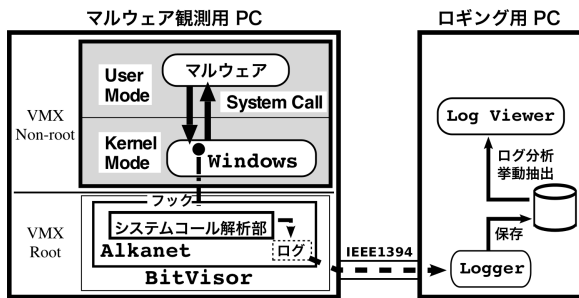 マルウェア観測用 PC
ロギング用 PC
VMX
Non-root
User
Mode
マルウェア
System Call
Kernel
Mode
Windows
VMX
Root
フック
システムコール解析部
Alkanet
ログ
BitVisor
IEEE1394
Log Viewer
ログ分析
挙動抽出
保存
Logger